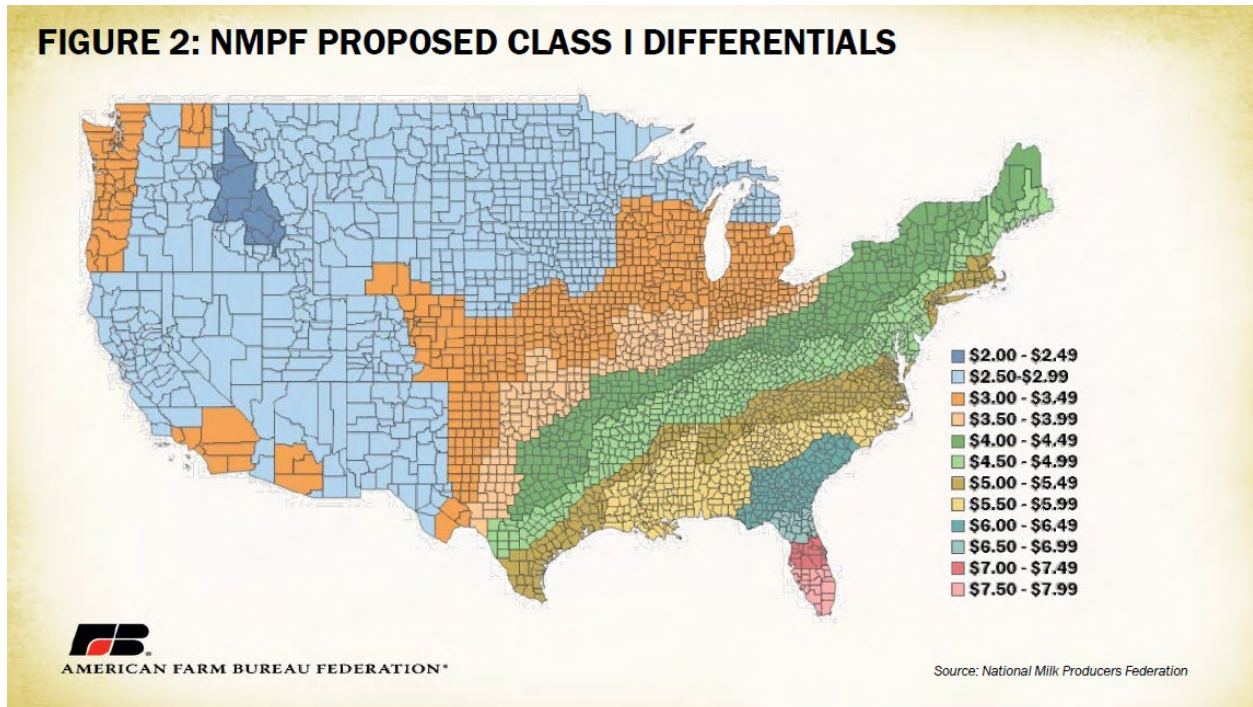 FIGURE 2: NMPF PROPOSED CLASS I DIFFERENTIALS
$2.00 - $2.49
$2.50-$2.99
$3.00 - $3.49
$3.50 - $3.99
$4.00 - $4.49
$4.50 - $4.99
$5.00 - $5.49
$5.50 - $5.99
$6.00 - $6.49
$6.50 - $6.99
$7.00 - $7.49
$7.50 - $7.99
FB®
AMERICAN FARM BUREAU FEDERATION®
Source: National Milk Producers Federation